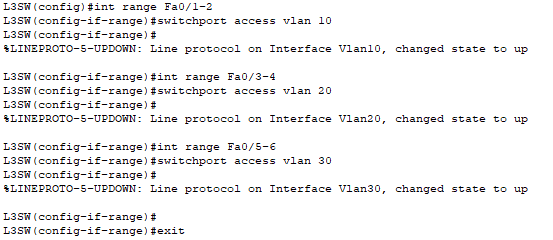 L3SW(config)#int range Fa0/1-2
L3SW(config-if-range)#switchport access vlan 10
L3SW(config-if-range)#
%LINEPROTO-5-UPDOWN: Line protocol on Interface Vlan10, changed state to up
L3SW(config-if-range)#int range Fa0/3-4
L3SW(config-if-range)#switchport access vlan 20
L3SW(config-if-range)#
%LINEPROTO-5-UPDOWN: Line protocol on Interface Vlan20, changed state to up
L3SW(config-if-range)#int range Fa0/5-6
L3SW(config-if-range)#switchport access vlan 30
L3SW(config-if-range)#
%LINEPROTO-5-UPDOWN: Line protocol on Interface Vlan30, changed state to up
L3SW(config-if-range)#
L3SW(config-if-range)#exit